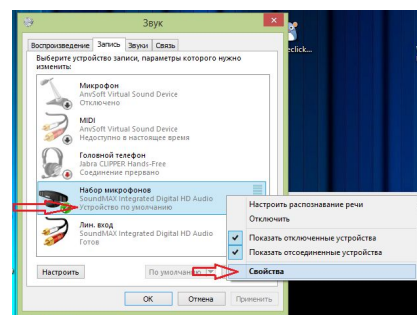 Звук
eclick...
Воспроизведение Запись Звуки Связь
Выберите устройство записи, параметры которого нужно
изменить:
Микрофон
AnvSoft Virtual Sound Device
Отключено
MIDI
AnvSoft Virtual Sound Device
Недоступно в настоящее время
Головной телефон
Jabra CLIPPER Hands-Free
Соединение прервано
Набор микрофонов
SoundMAX Integrated Digital HD Audio
Устройство по умолчанию
Лин. вход
SoundMAX Integrated Digital HD Audio
Готов
Настроить распознавание речи
Отключить
Показать отключенные устройства
Показать отсоединенные устройства
Свойства
Настроить По умолчанию
ОК Отмена Применить